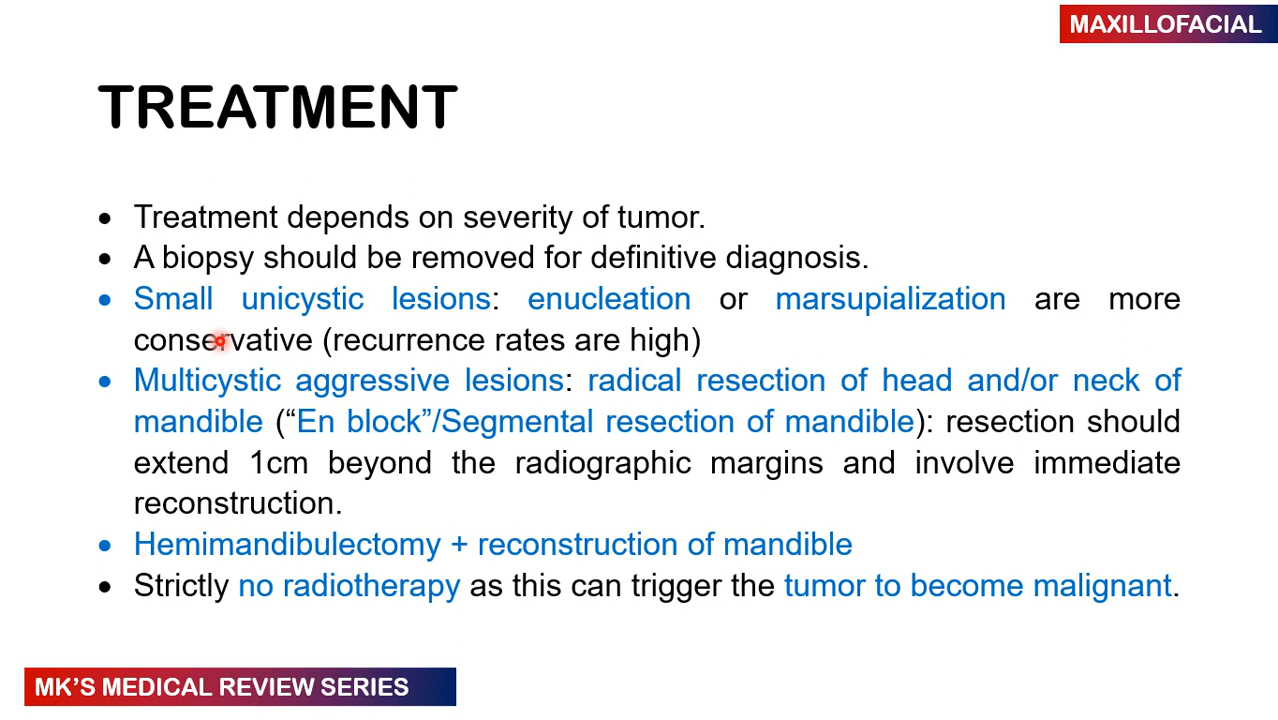 MAXILLOFACIAL
TREATMENT
• Treatment depends on severity of tumor.
• A biopsy should be removed for definitive diagnosis.
• Small unicystic lesions: enucleation or marsupialization are more
conservative (recurrence rates are high)
• Multicystic aggressive lesions: radical resection of head and/or neck of
mandible (“En block”/Segmental resection of mandible): resection should
extend 1cm beyond the radiographic margins and involve immediate
reconstruction.
• Hemimandibulectomy + reconstruction of mandible
• Strictly no radiotherapy as this can trigger the tumor to become malignant.
MK’S MEDICAL REVIEW SERIES